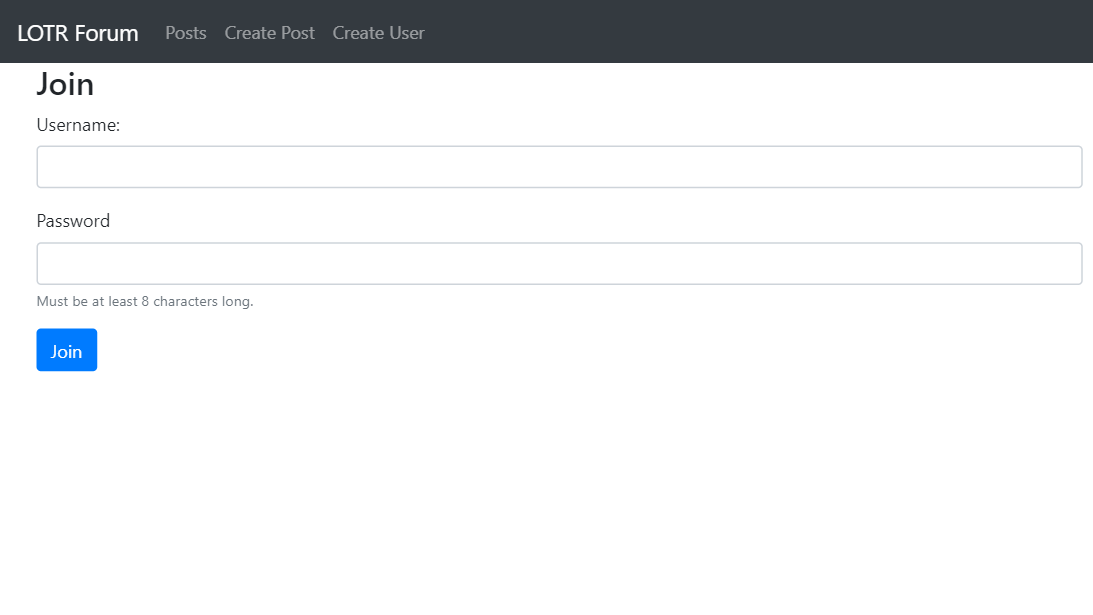 LOTR Forum Posts Create Post Create User
Join
Username:
Password
Must be at least 8 characters long.
Join